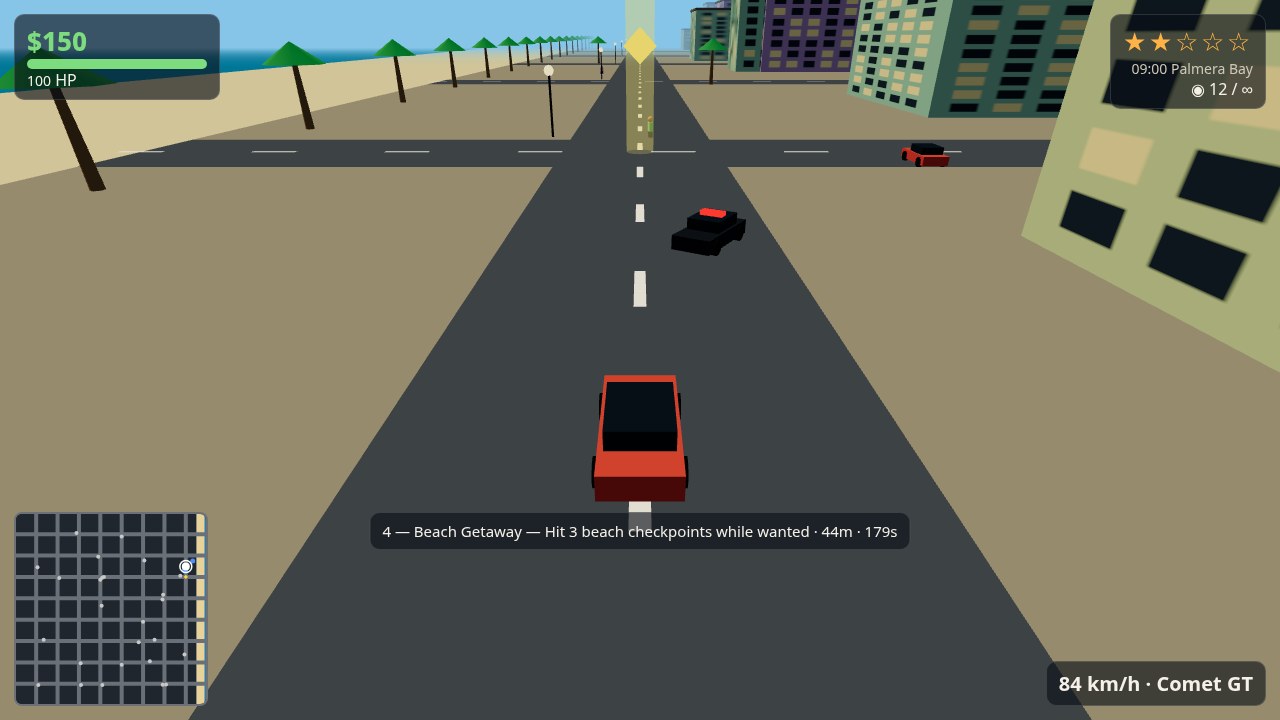 $150
100 HP
★★☆☆☆
09:00 Palmera Bay
◉ 12 / ∞
4 — Beach Getaway — Hit 3 beach checkpoints while wanted · 44m · 179s
84 km/h · Comet GT